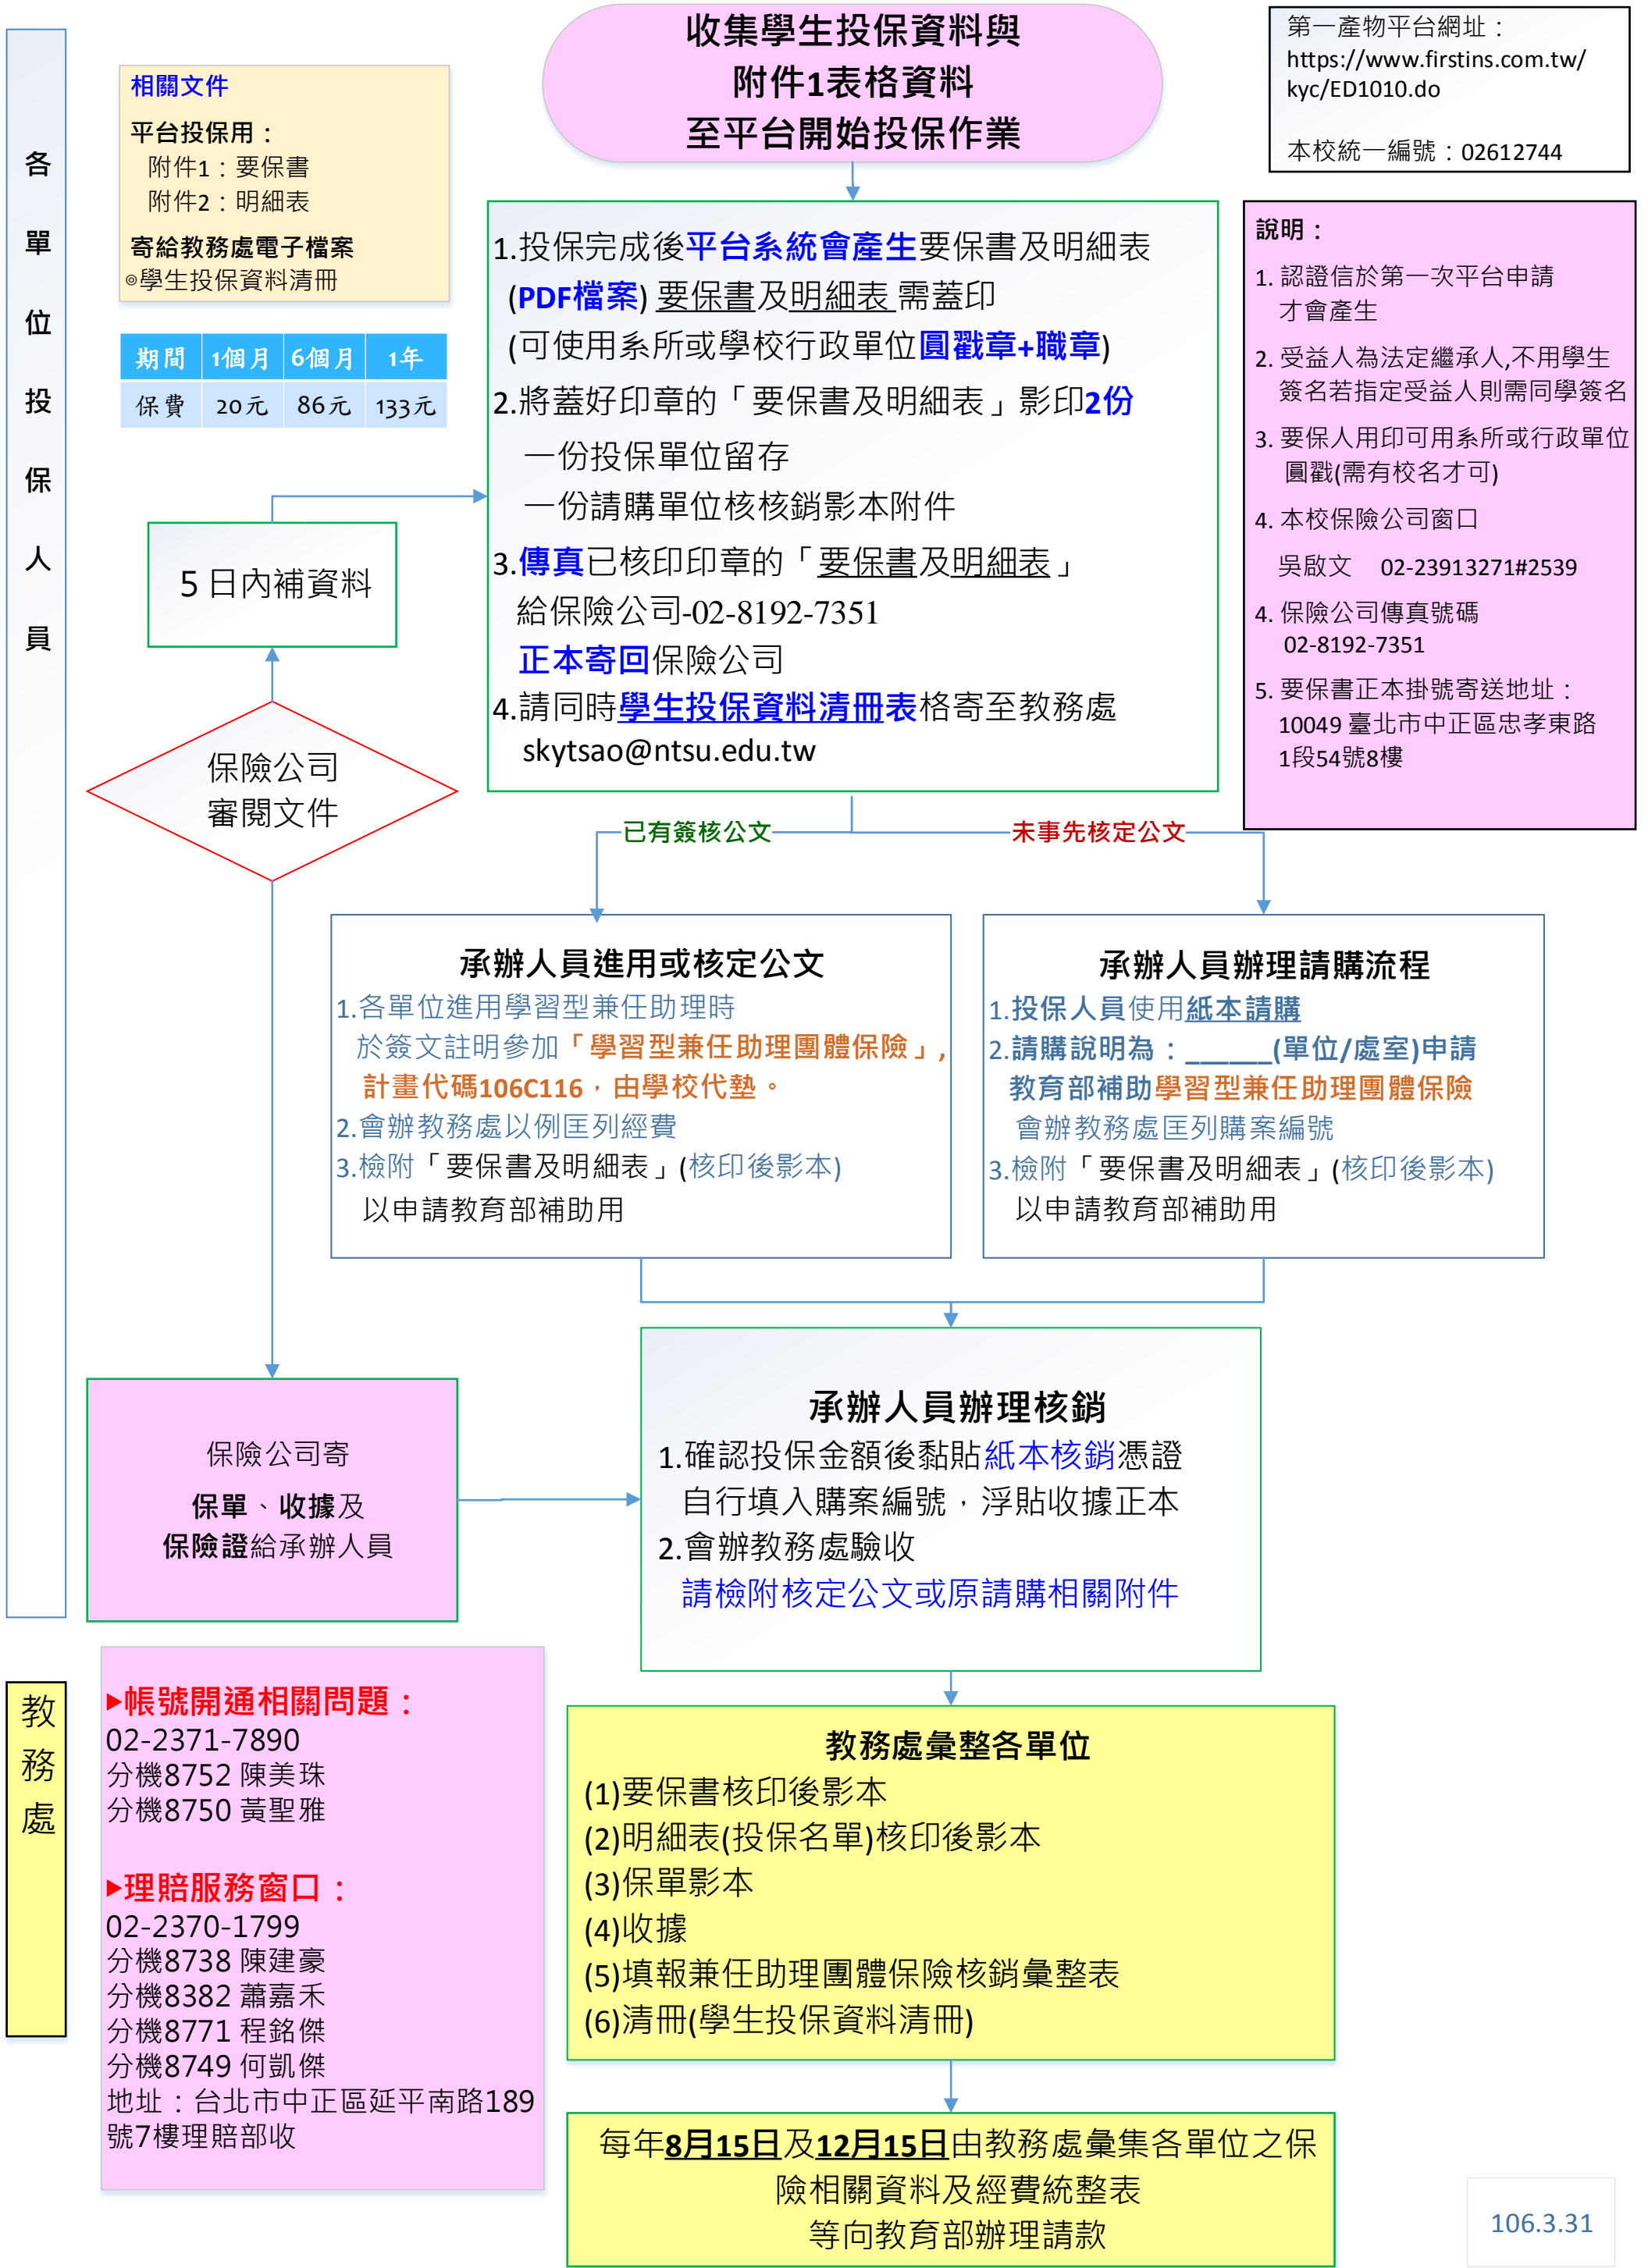 收集學生投保資料與
附件1表格資料
至平台開始投保作業
第一產物平台網址：
https://www.firstins.com.tw/
kyc/ED1010.do
本校統一編號：02612744
各單位投保人員
相關文件
平台投保用：
附件1：要保書
附件2：明細表
寄給教務處電子檔案
◎學生投保資料清冊
期間 1個月 6個月 1年
保費 20元 86元 133元
1.投保完成後平台系統會產生要保書及明細表
(PDF檔案) 要保書及明細表 需蓋印
(可使用系所或學校行政單位圓戳章+職章)
2.將蓋好印章的「要保書及明細表」影印2份
一份投保單位留存
一份請購單位核核銷影本附件
3.傳真已核印印章的「要保書及明細表」
給保險公司-02-8192-7351
正本寄回保險公司
4.請同時學生投保資料清冊表格寄至教務處
skytsao@ntsu.edu.tw
說明：
1. 認證信於第一次平台申請
才會產生
2. 受益人為法定繼承人,不用學生
簽名若指定受益人則需同學簽名
3. 要保人用印可用系所或行政單位
圓戳(需有校名才可)
4. 本校保險公司窗口
吳啟文 02-23913271#2539
4. 保險公司傳真號碼
02-8192-7351
5. 要保書正本掛號寄送地址：
10049 臺北市中正區忠孝東路
1段54號8樓
5 日內補資料
保險公司
審閱文件
已有簽核公文
未事先核定公文
承辦人員進用或核定公文
1.各單位進用學習型兼任助理時
於簽文註明參加「學習型兼任助理團體保險」,
計畫代碼106C116，由學校代墊。
2.會辦教務處以例匡列經費
3.檢附「要保書及明細表」(核印後影本)
以申請教育部補助用
承辦人員辦理請購流程
1.投保人員使用紙本請購
2.請購說明為：______(單位/處室)申請
教育部補助學習型兼任助理團體保險
會辦教務處匡列購案編號
3.檢附「要保書及明細表」(核印後影本)
以申請教育部補助用
保險公司寄
保單、收據及
保險證給承辦人員
承辦人員辦理核銷
1.確認投保金額後黏貼紙本核銷憑證
自行填入購案編號，浮貼收據正本
2.會辦教務處驗收
請檢附核定公文或原請購相關附件
教務處
▶帳號開通相關問題：
02-2371-7890
分機8752 陳美珠
分機8750 黃聖雅
▶理賠服務窗口：
02-2370-1799
分機8738 陳建豪
分機8382 蕭嘉禾
分機8771 程銘傑
分機8749 何凱傑
地址：台北市中正區延平南路189
號7樓理賠部收
教務處彙整各單位
(1)要保書核印後影本
(2)明細表(投保名單)核印後影本
(3)保單影本
(4)收據
(5)填報兼任助理團體保險核銷彙整表
(6)清冊(學生投保資料清冊)
每年8月15日及12月15日由教務處彙集各單位之保
險相關資料及經費統整表
等向教育部辦理請款
106.3.31